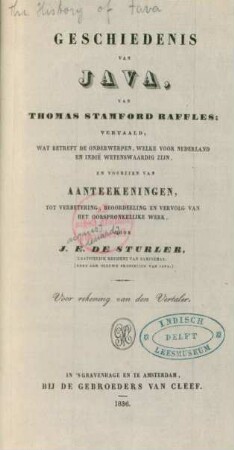 The History of Java
GESCHIEDENIS
VAN
JAVA,
VAN
THOMAS STAMFORD RAFFLES;
VERTAALD,
WAT BETREFT DE ONDERWERPEN, WELKE VOOR NEDERLAND
EN INDIË WETENSWAARDIG ZIJN,
EN VOORZIEN VAN
AANTEEKENINGEN,
TOT VERBETERING, BEOORDEELING EN VERVOLG VAN
HET OORSPRONKELIJKE WERK,
DOOR
J. E. DE STURLER,
Voor rekening van den Vertaler.
INDISCHE
DELFT
LEESMUSEUM
IN 'SGRAVENHAGE EN TE AMSTERDAM,
BIJ DE GEBROEDERS VAN CLEEF.
1836.